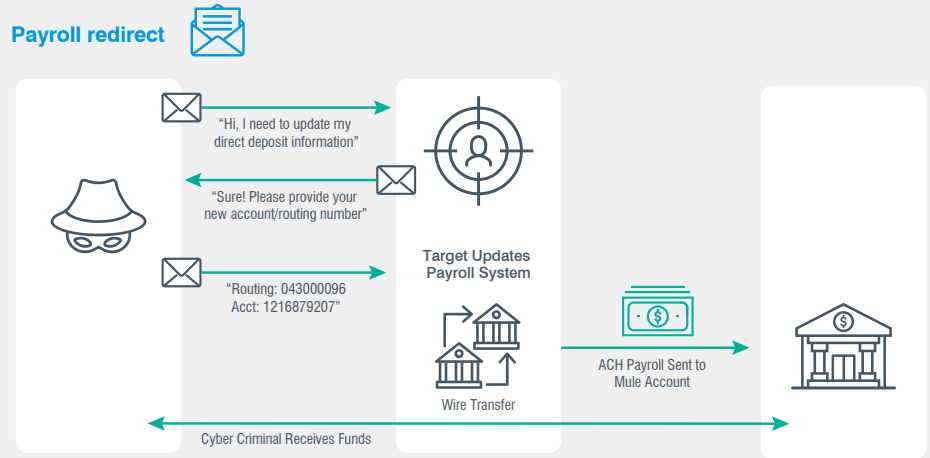 Payroll redirect
“Hi, I need to update my
direct deposit information”
“Sure! Please provide your
new account/routing number”
Target Updates
Payroll System
“Routing: 043000096
Acct: 1216879207”
ACH Payroll Sent to
Mule Account
Wire Transfer
Cyber Criminal Receives Funds